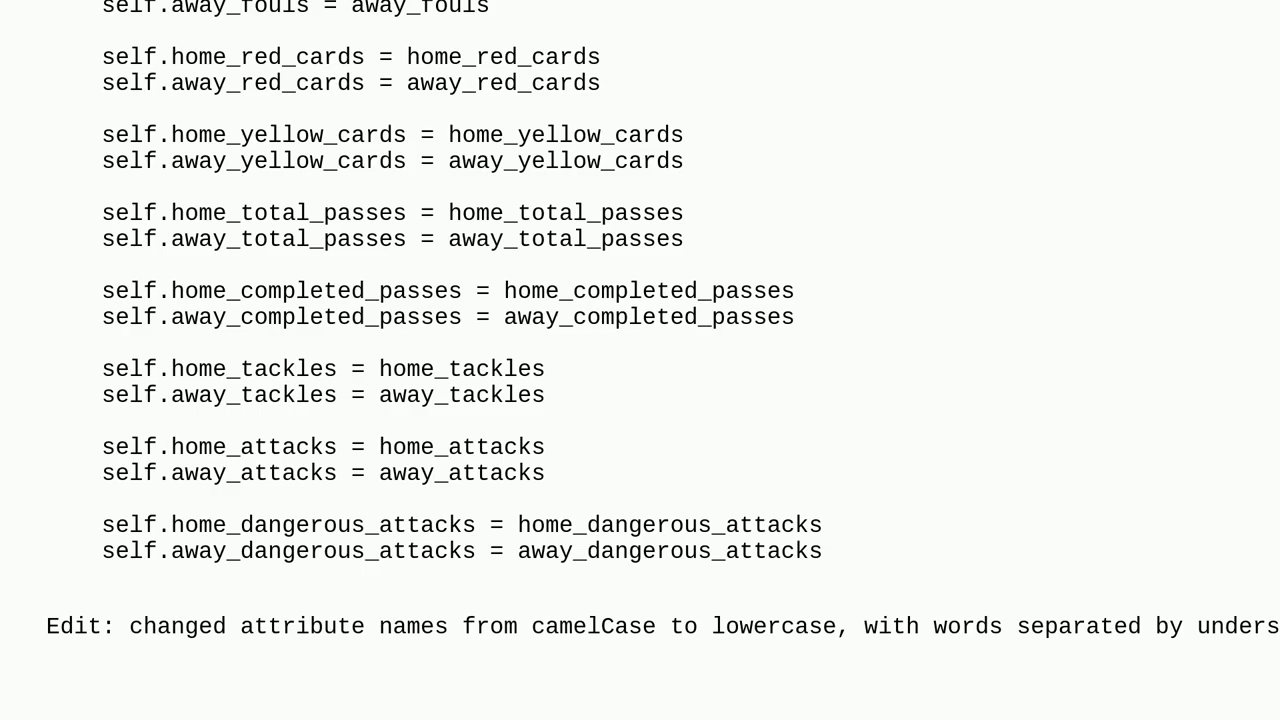 self.away_fouls = away_fouls
self.home_red_cards = home_red_cards
self.away_red_cards = away_red_cards
self.home_yellow_cards = home_yellow_cards
self.away_yellow_cards = away_yellow_cards
self.home_total_passes = home_total_passes
self.away_total_passes = away_total_passes
self.home_completed_passes = home_completed_passes
self.away_completed_passes = away_completed_passes
self.home_tackles = home_tackles
self.away_tackles = away_tackles
self.home_attacks = home_attacks
self.away_attacks = away_attacks
self.home_dangerous_attacks = home_dangerous_attacks
self.away_dangerous_attacks = away_dangerous_attacks
Edit: changed attribute names from camelCase to lowercase, with words separated by unders